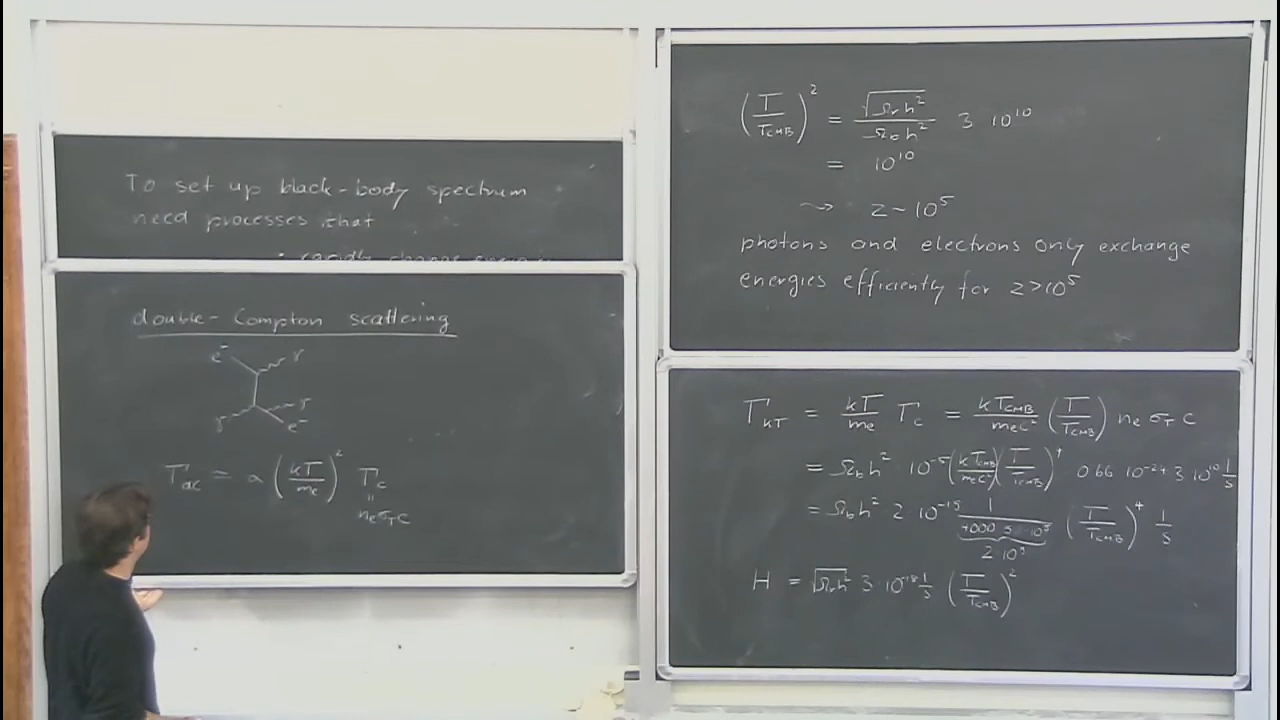 To set up black-body spectrum
need processes that
• rapidly change
double-Compton scattering
e⁻ γ
γ γ
e⁻
Γ_dc = α (kT/m_e)² Γ_c
=
n_e σ_T c
(T/T_CMB)² = √(Ω_r h²)/(Ω_b h²) 3 10¹⁰
= 10¹⁰
⇝ z ~ 10⁵
photons and electrons only exchange
energies efficiently for z > 10⁵
Γ_KT = kT/m_e Γ_c = kT_CMB/(m_e c²) (T/T_CMB) n_e σ_T c
= Ω_b h² 10⁻⁵ (kT_CMB/(m_e c²)) (T/T_CMB)⁴ 0.66 10⁻²⁴ 3 10¹⁰ 1/s
= Ω_b h² 2 10⁻¹⁹ 1/(4000 5 10⁵) (T/T_CMB)⁴ 1/s
2 10⁹
H = √(Ω_r h²) 3 10⁻¹⁸ 1/s (T/T_CMB)²